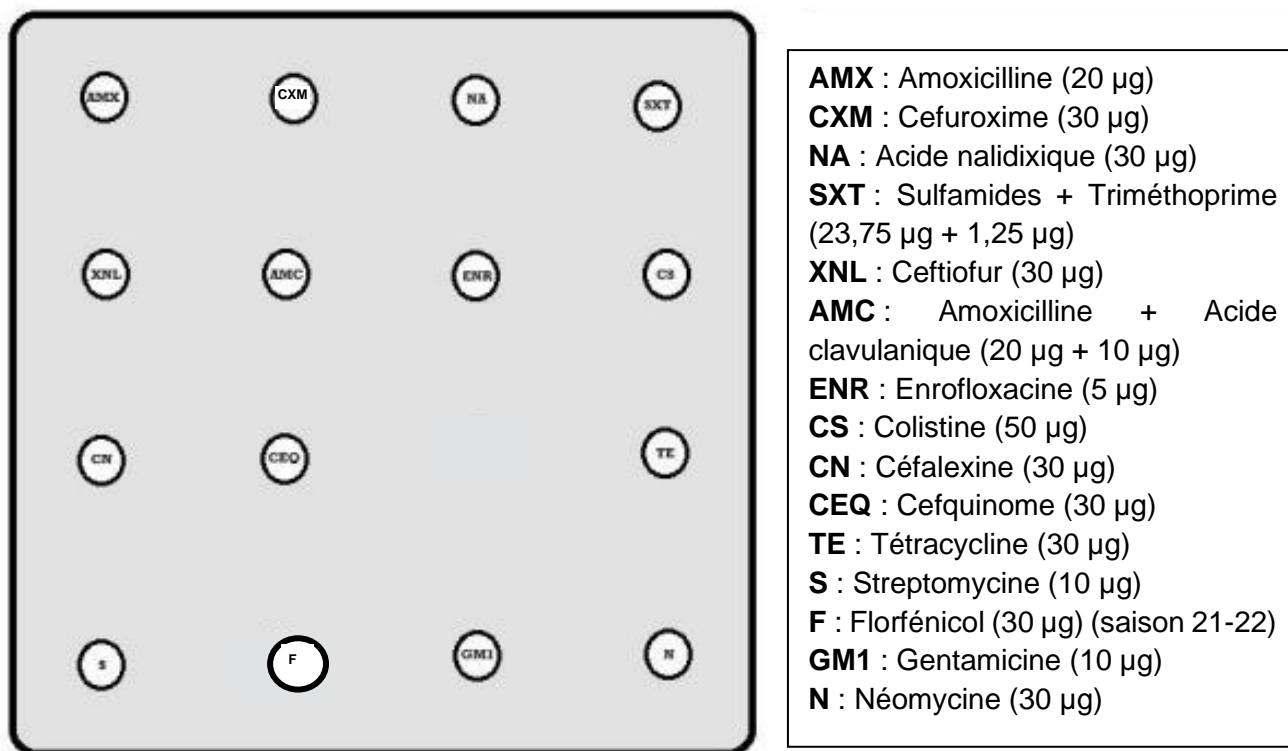 AMX CXM NA SXT
XNL AMC ENR CS
CN CEQ TE
S F GM1 N
AMX : Amoxicilline (20 µg)
CXM : Cefuroxime (30 µg)
NA : Acide nalidixique (30 µg)
SXT : Sulfamides + Triméthoprime
(23,75 µg + 1,25 µg)
XNL : Ceftiofur (30 µg)
AMC : Amoxicilline + Acide
clavulanique (20 µg + 10 µg)
ENR : Enrofloxacine (5 µg)
CS : Colistine (50 µg)
CN : Céfalexine (30 µg)
CEQ : Cefquinome (30 µg)
TE : Tétracycline (30 µg)
S : Streptomycine (10 µg)
F : Florfénicol (30 µg) (saison 21-22)
GM1 : Gentamicine (10 µg)
N : Néomycine (30 µg)